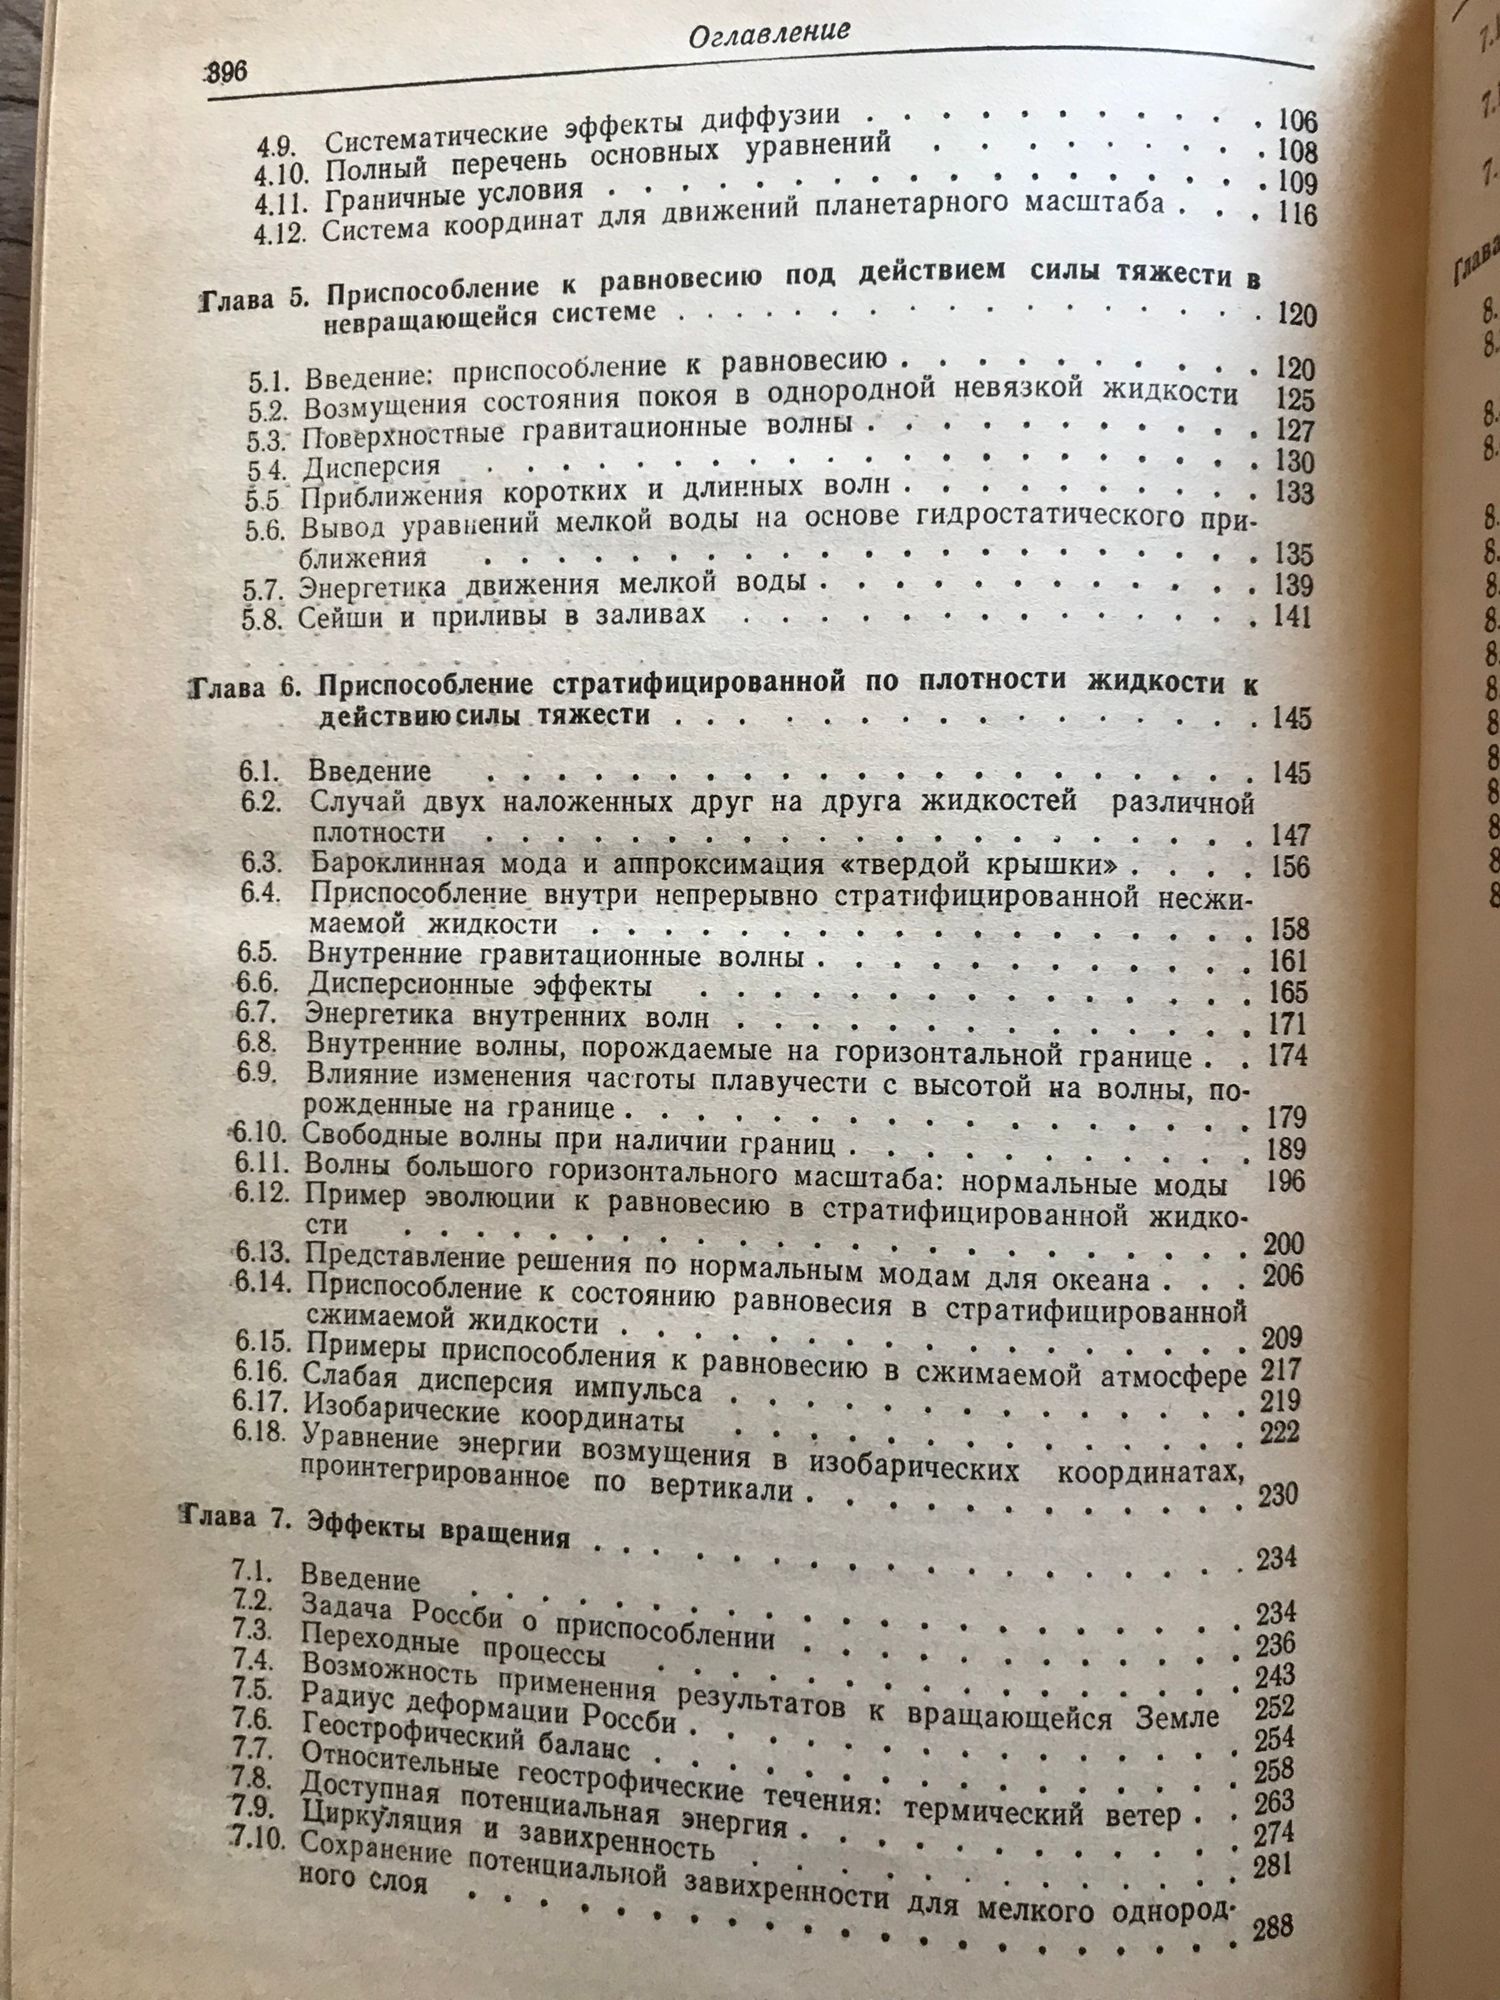 Оглавление
396
4.9. Систематические эффекты диффузии . . . . . . . . . . . 106
4.10. Полный перечень основных уравнений . . . . . . . . . 108
4.11. Граничные условия . . . . . . . . . . . . . . . . . 109
4.12. Система координат для движений планетарного масштаба . . . 116
Глава 5. Приспособление к равновесию под действием силы тяжести в
невращающейся системе . . . . . . . . . . . . . . . 120
5.1. Введение: приспособление к равновесию . . . . . . . . . 120
5.2. Возмущения состояния покоя в однородной невязкой жидкости 125
5.3. Поверхностные гравитационные волны . . . . . . . . . . . 127
5 4. Дисперсия . . . . . . . . . . . . . . . . . . . 130
5.5 Приближения коротких и длинных волн . . . . . . . . . . 133
5.6. Вывод уравнений мелкой воды на основе гидростатического при-
ближения . . . . . . . . . . . . . . . . . . . 135
5.7. Энергетика движения мелкой воды . . . . . . . . . . . . 139
5.8. Сейши и приливы в заливах . . . . . . . . . . . . . . 141
Глава 6. Приспособление стратифицированной по плотности жидкости к
действию силы тяжести . . . . . . . . . . . . . . . . 145
6.1. Введение . . . . . . . . . . . . . . . . . . . 145
6.2. Случай двух наложенных друг на друга жидкостей различной
плотности . . . . . . . . . . . . . . . . . . . 147
6.3. Бароклинная мода и аппроксимация «твердой крышки» . . . . 156
6.4. Приспособление внутри непрерывно стратифицированной несжи-
маемой жидкости . . . . . . . . . . . . . . . . . 158
6.5. Внутренние гравитационные волны . . . . . . . . . . . . 161
6.6. Дисперсионные эффекты . . . . . . . . . . . . . . . 165
6.7. Энергетика внутренних волн . . . . . . . . . . . . . . 171
6.8. Внутренние волны, порождаемые на горизонтальной границе . . 174
6.9. Влияние изменения частоты плавучести с высотой на волны, по-
рожденные на границе . . . . . . . . . . . . . . . . 179
6.10. Свободные волны при наличии границ . . . . . . . . . . . 189
6.11. Волны большого горизонтального масштаба: нормальные моды 196
6.12. Пример эволюции к равновесию в стратифицированной жидко-
сти . . . . . . . . . . . . . . . . . . . . . . 200
6.13. Представление решения по нормальным модам для океана . . . 206
6.14. Приспособление к состоянию равновесия в стратифицированной
сжимаемой жидкости . . . . . . . . . . . . . . . . 209
6.15. Примеры приспособления к равновесию в сжимаемой атмосфере 217
6.16. Слабая дисперсия импульса . . . . . . . . . . . . . . 219
6.17. Изобарические координаты . . . . . . . . . . . . . . 222
6.18. Уравнение энергии возмущения в изобарических координатах,
проинтегрированное по вертикали . . . . . . . . . . . . 230
Глава 7. Эффекты вращения . . . . . . . . . . . . . . . . . . 234
7.1. Введение . . . . . . . . . . . . . . . . . . . . 234
7.2. Задача Россби о приспособлении . . . . . . . . . . . . 236
7.3. Переходные процессы . . . . . . . . . . . . . . . . 243
7.4. Возможность применения результатов к вращающейся Земле 252
7.5. Радиус деформации Россби . . . . . . . . . . . . . . . 254
7.6. Геострофический баланс . . . . . . . . . . . . . . . . 258
7.7. Относительные геострофические течения: термический ветер . . 263
7.8. Доступная потенциальная энергия . . . . . . . . . . . . 274
7.9. Циркуляция и завихренность . . . . . . . . . . . . . . 281
7.10. Сохранение потенциальной завихренности для мелкого однород-
ного слоя . . . . . . . . . . . . . . . . . . . . 288
Глава